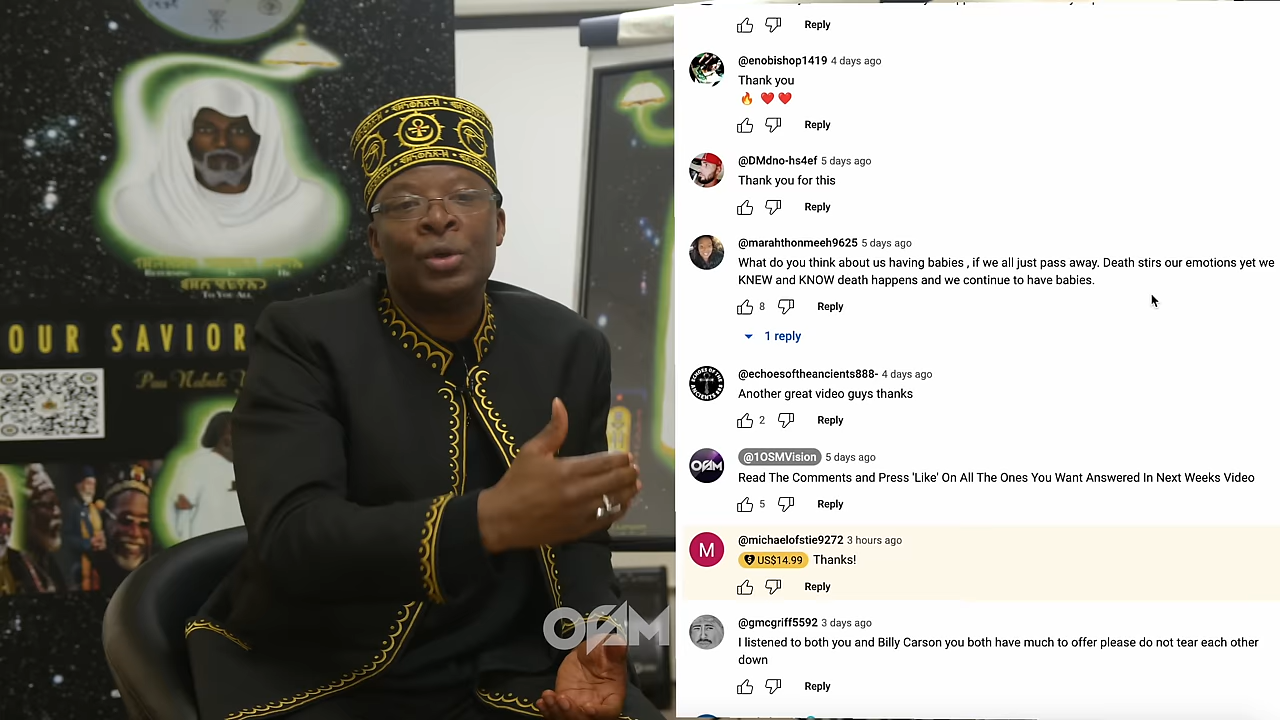 OUR SAVIOR
TO YOU ALL
OFAM
Reply
@enobishop1419 4 days ago
Thank you
🔥 ❤️❤️
Reply
@DMdno-hs4ef 5 days ago
Thank you for this
Reply
@marahthonmeeh9625 5 days ago
What do you think about us having babies , if we all just pass away. Death stirs our emotions yet we
KNEW and KNOW death happens and we continue to have babies.
8 Reply
1 reply
@echoesoftheancients888- 4 days ago
Another great video guys thanks
2 Reply
@1OSMVision 5 days ago
Read The Comments and Press 'Like' On All The Ones You Want Answered In Next Weeks Video
5 Reply
M
@michaelofstie9272 3 hours ago
US$14.99 Thanks!
Reply
@gmcgriff5592 3 days ago
I listened to both you and Billy Carson you both have much to offer please do not tear each other
down
Reply